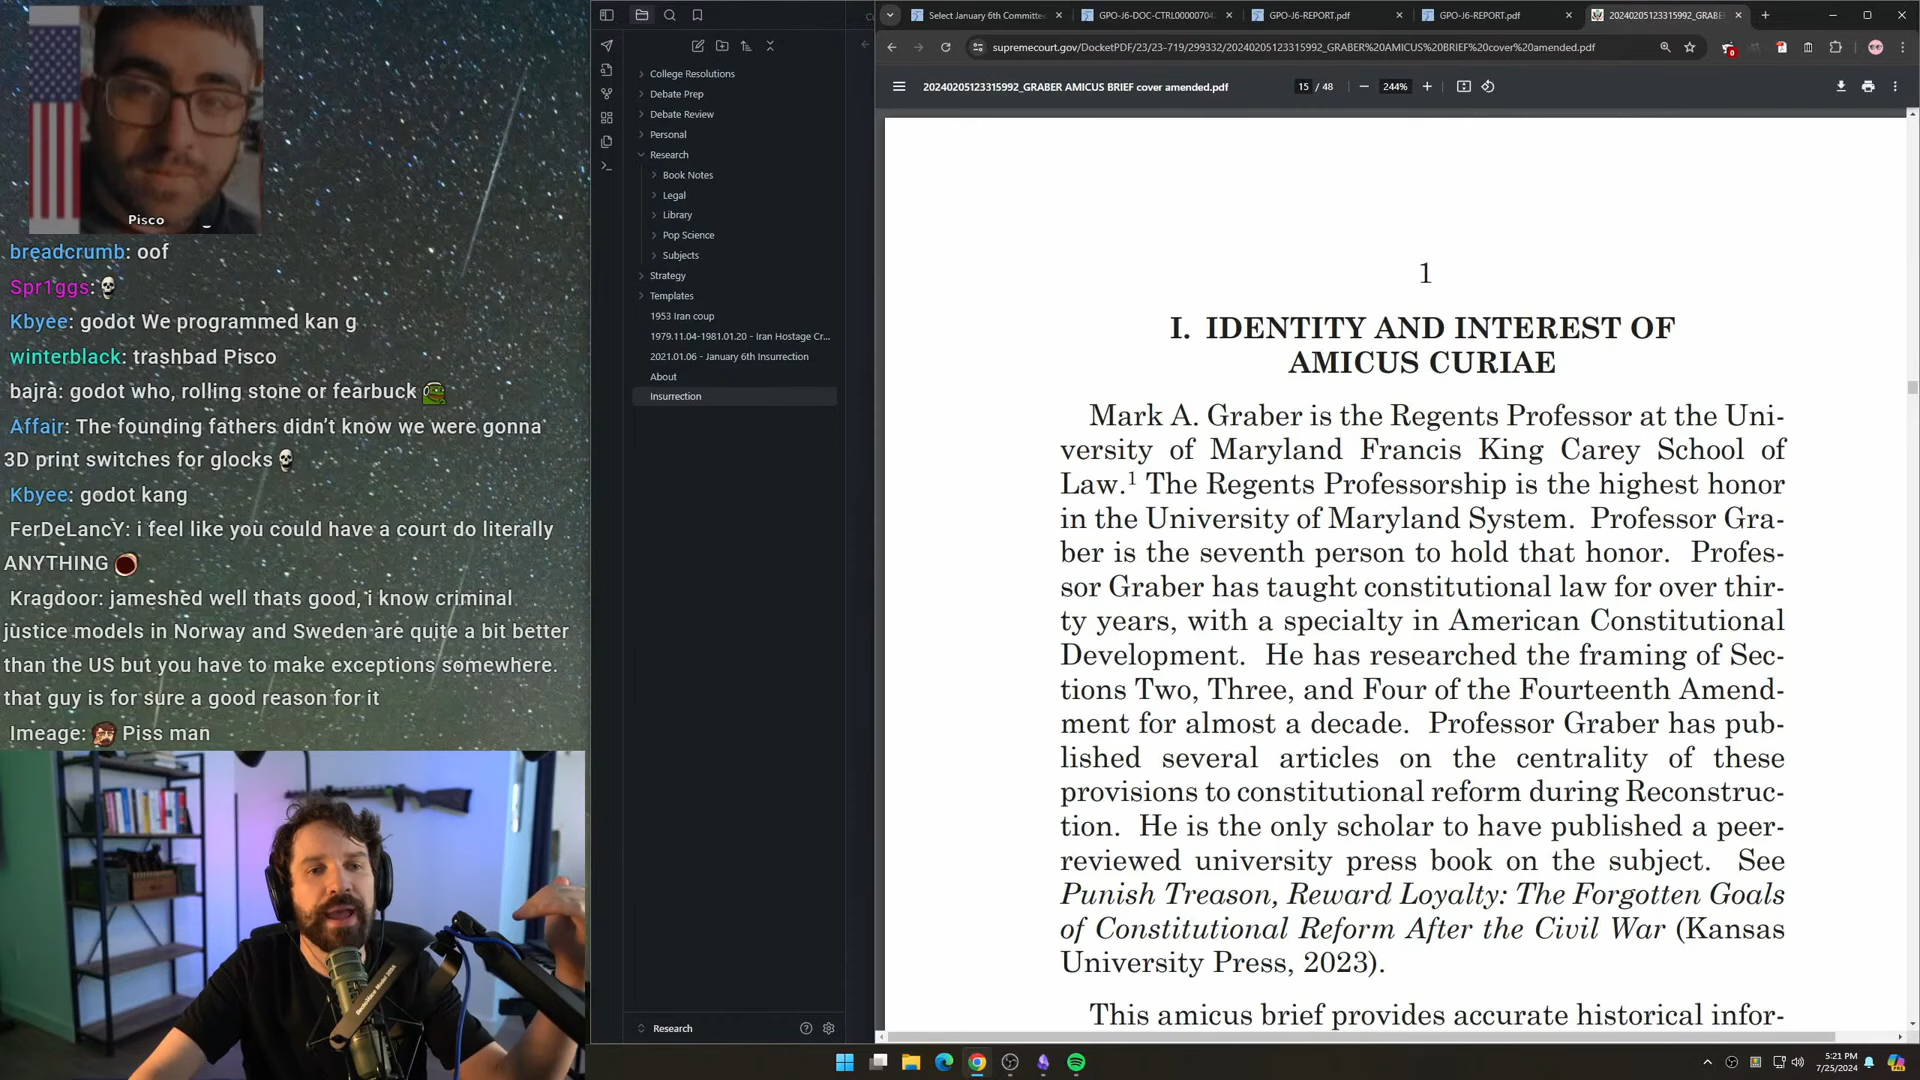 Pisco
breadcrumb: oof
Spr1ggs:
Kbyee: godot We programmed kan g
winterblack: trashbad Pisco
bajra: godot who, rolling stone or fearbuck
Affair: The founding fathers didn't know we were gonna
3D print switches for glocks
Kbyee: godot kang
FerDeLancY: i feel like you could have a court do literally
ANYTHING
Kragdoor: jameshed well thats good, i know criminal
justice models in Norway and Sweden are quite a bit better
than the US but you have to make exceptions somewhere.
that guy is for sure a good reason for it
Imeage: Piss man
College Resolutions
Debate Prep
Debate Review
Personal
Research
Book Notes
Legal
Library
Pop Science
Subjects
Strategy
Templates
1953 Iran coup
1979.11.04-1981.01.20 - Iran Hostage Cr...
2021.01.06 - January 6th Insurrection
About
Insurrection
Research
Select January 6th Committe
GPO-J6-DOC-CTRL0000070
GPO-J6-REPORT.pdf
GPO-J6-REPORT.pdf
20240205123315992_GRABE
supremecourt.gov/DocketPDF/23/23-719/299332/20240205123315992_GRABER%20AMICUS%20BRIEF%20cover%20amended.pdf
0
20240205123315992_GRABER AMICUS BRIEF cover amended.pdf
15 / 48
244%
1
I. IDENTITY AND INTEREST OF
AMICUS CURIAE
Mark A. Graber is the Regents Professor at the Uni-
versity of Maryland Francis King Carey School of
Law.1 The Regents Professorship is the highest honor
in the University of Maryland System. Professor Gra-
ber is the seventh person to hold that honor. Profes-
sor Graber has taught constitutional law for over thir-
ty years, with a specialty in American Constitutional
Development. He has researched the framing of Sec-
tions Two, Three, and Four of the Fourteenth Amend-
ment for almost a decade. Professor Graber has pub-
lished several articles on the centrality of these
provisions to constitutional reform during Reconstruc-
tion. He is the only scholar to have published a peer-
reviewed university press book on the subject. See
Punish Treason, Reward Loyalty: The Forgotten Goals
of Constitutional Reform After the Civil War (Kansas
University Press, 2023).
This amicus brief provides accurate historical infor-
5:21 PM
7/25/2024